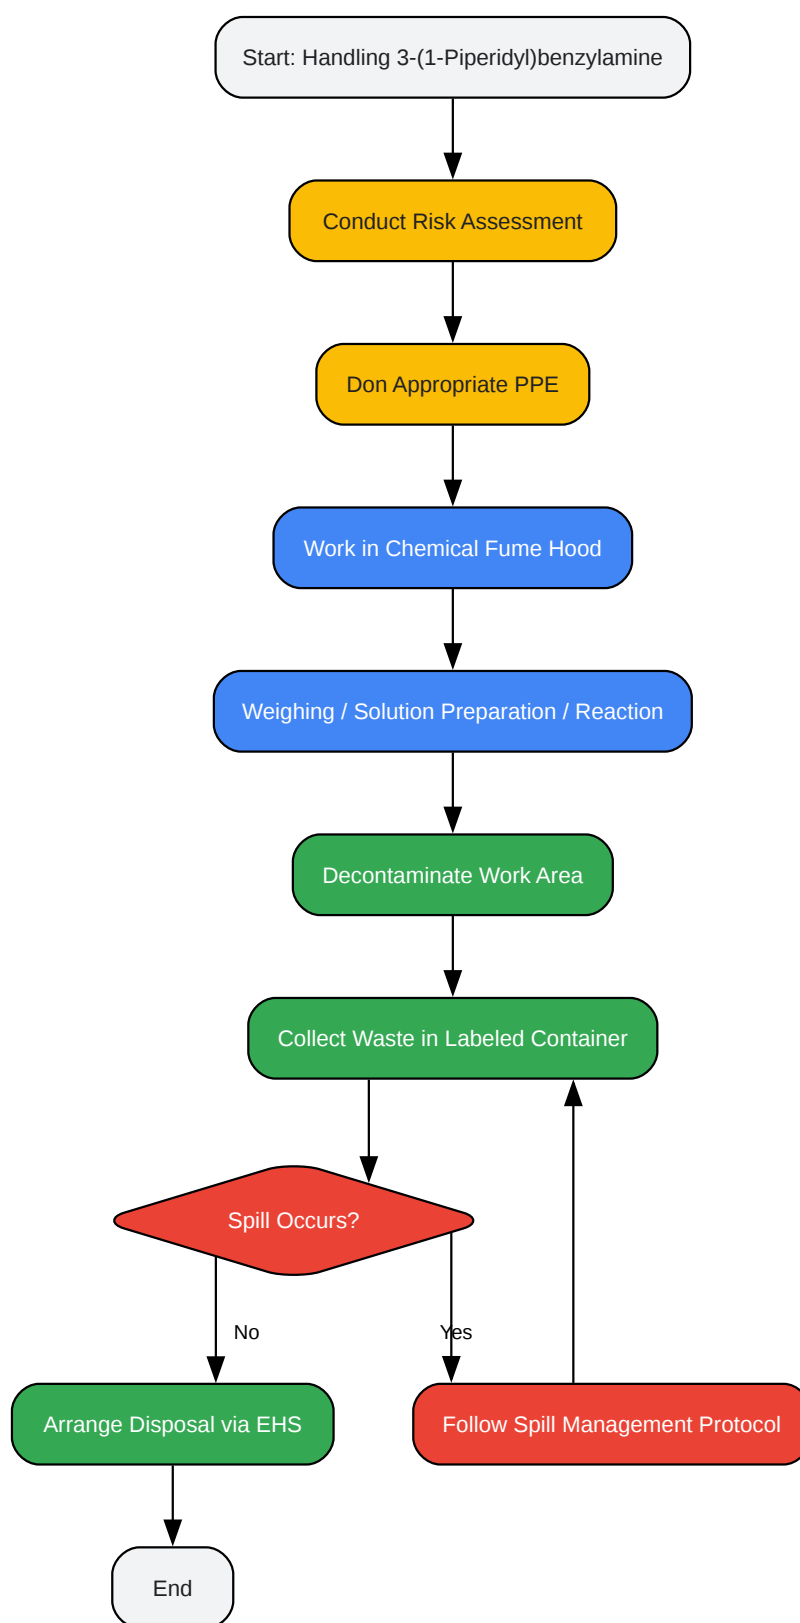 Start: Handling 3-(1-Piperidyl)benzylamine
Conduct Risk Assessment
Don Appropriate PPE
Work in Chemical Fume Hood
Weighing / Solution Preparation / Reaction
Decontaminate Work Area
Collect Waste in Labeled Container
Spill Occurs?
No
Yes
Arrange Disposal via EHS
Follow Spill Management Protocol
End